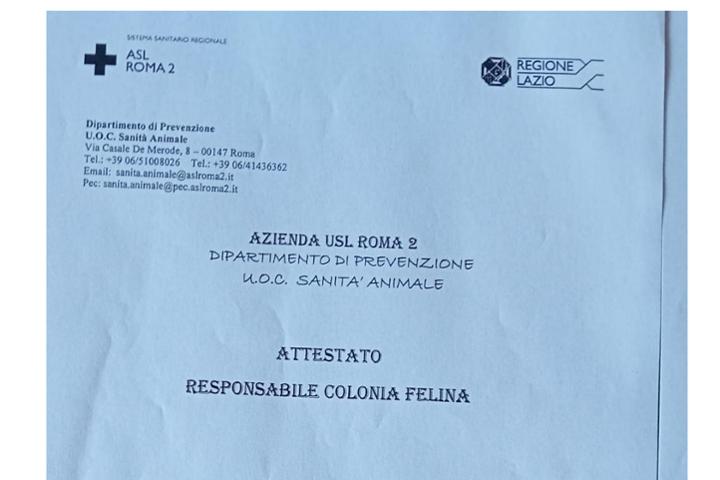 SISTEMA SANITARIO REGIONALE
ASL
ROMA 2
REGIONE
LAZIO
Dipartimento di Prevenzione
U.O.C. Sanità Animale
Via Casale De Merode, 8 – 00147 Roma
Tel.: +39 06/51008026 Tel.: +39 06/41436362
Email: sanita.animale@aslroma2.it
Pec: sanita.animale@pec.aslroma2.it
AZIENDA USL ROMA 2
DIPARTIMENTO DI PREVENZIONE
U.O.C. SANITA' ANIMALE
ATTESTATO
RESPONSABILE COLONIA FELINA